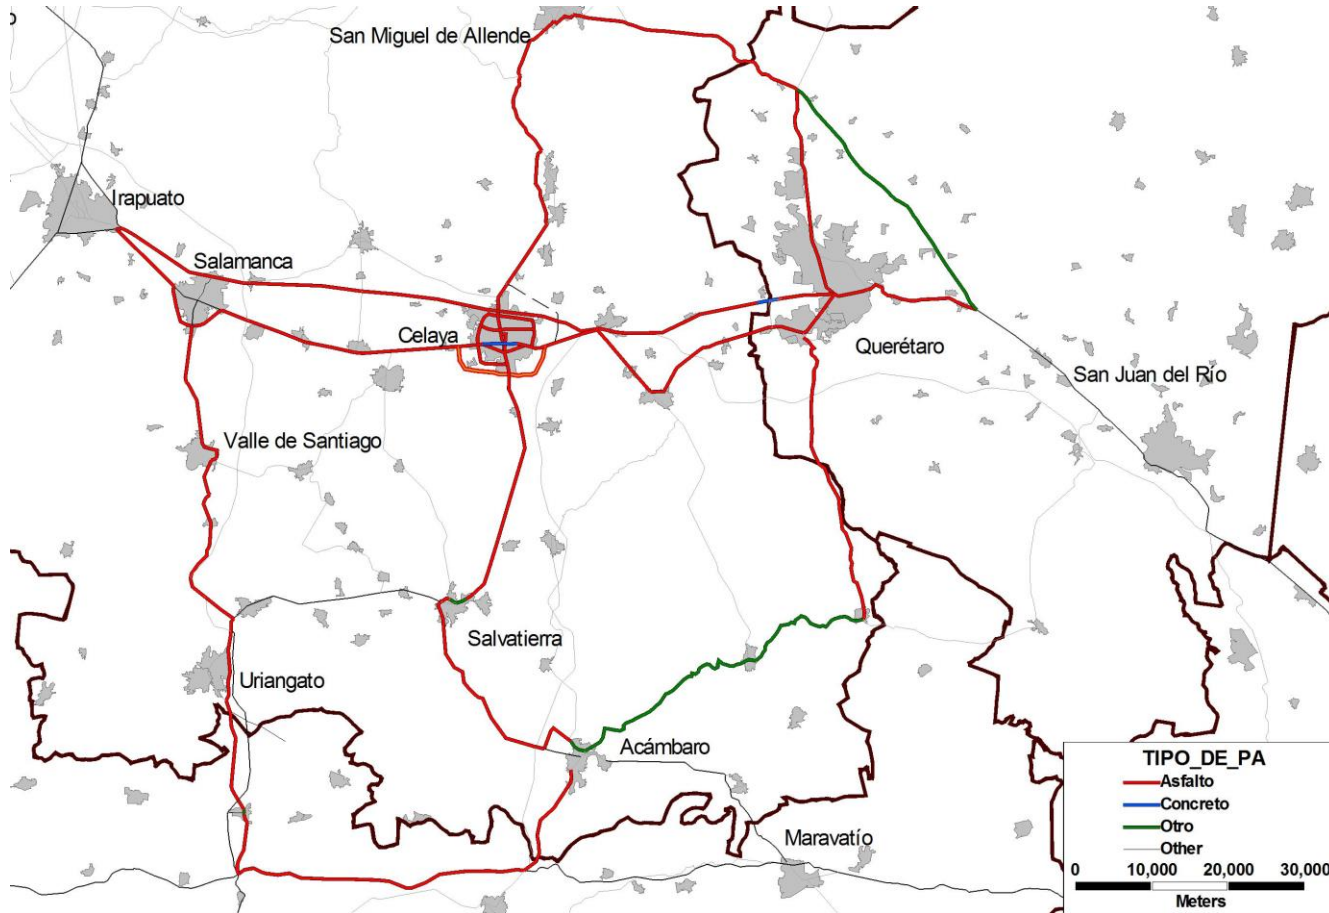 San Miguel de Allende
Irapuato
Salamanca
Celaya
Querétaro
San Juan del Río
Valle de Santiago
Salvatierra
Uriangato
Acámbaro
Maravatío
TIPO_DE_PA
Asfalto
Concreto
Otro
Other
0 10,000 20,000 30,000
Meters